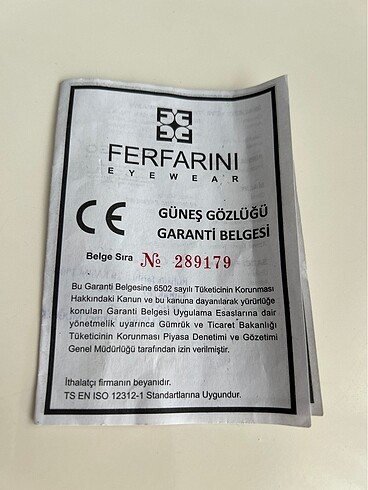 FERFARINI
EYEWEAR
CE
GÜNEŞ GÖZLÜĞÜ
GARANTİ BELGESİ
Belge Sıra № 289179
Bu Garanti Belgesine 6502 sayılı Tüketicinin Korunması
Hakkındaki Kanun ve bu kanuna dayanılarak yürürlüğe
konulan Garanti Belgesi Uygulama Esaslarına dair
yönetmelik uyarınca Gümrük ve Ticaret Bakanlığı
Tüketicinin Korunması Piyasa Denetimi ve Gözetimi
Genel Müdürlüğü tarafından izin verilmiştir.
İthalatçı firmanın beyanıdır.
TS EN ISO 12312-1 Standartlarına Uygundur.